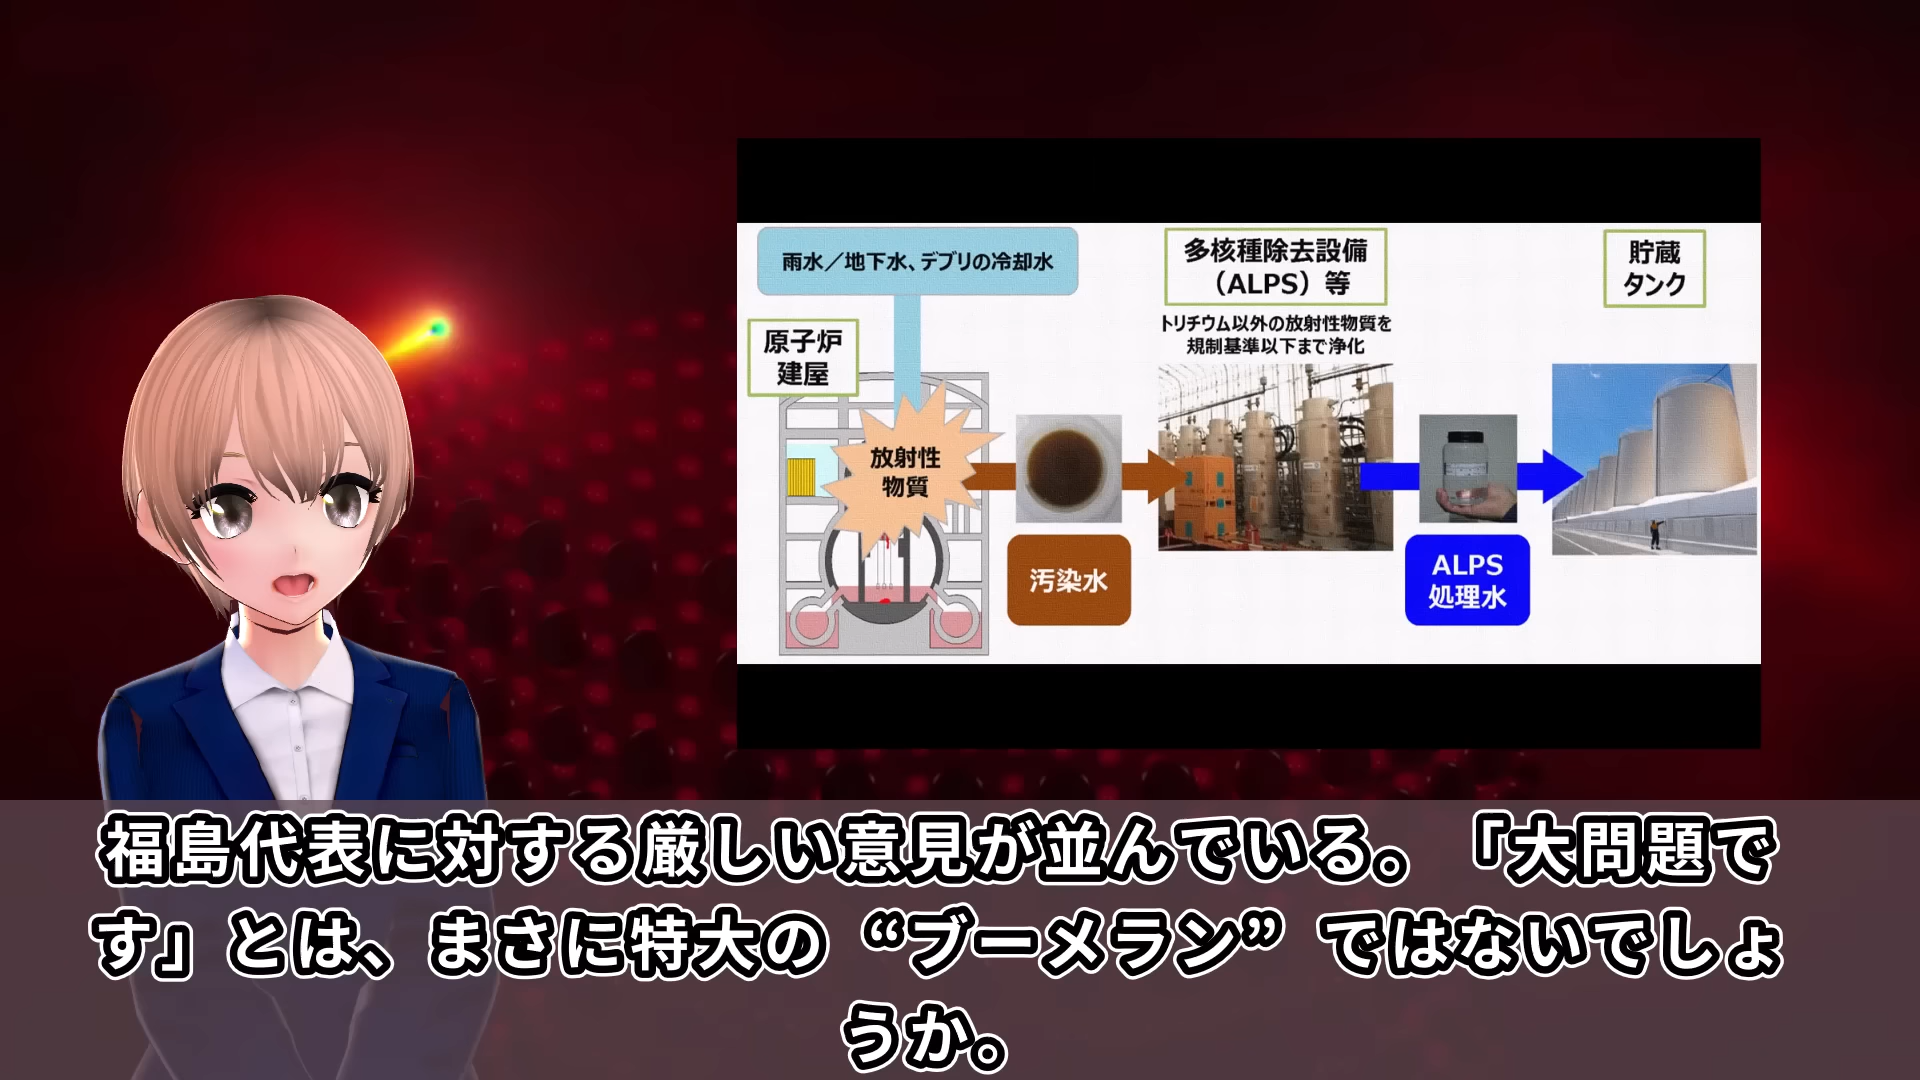 雨水／地下水、デブリの冷却水
原子炉
建屋
放射性
物質
汚染水
多核種除去設備
（ALPS）等
トリチウム以外の放射性物質を
規制基準以下まで浄化
ALPS
処理水
貯蔵
タンク
福島代表に対する厳しい意見が並んでいる。「大問題で
す」とは、まさに特大の“ブーメラン”ではないでしょ
うか。